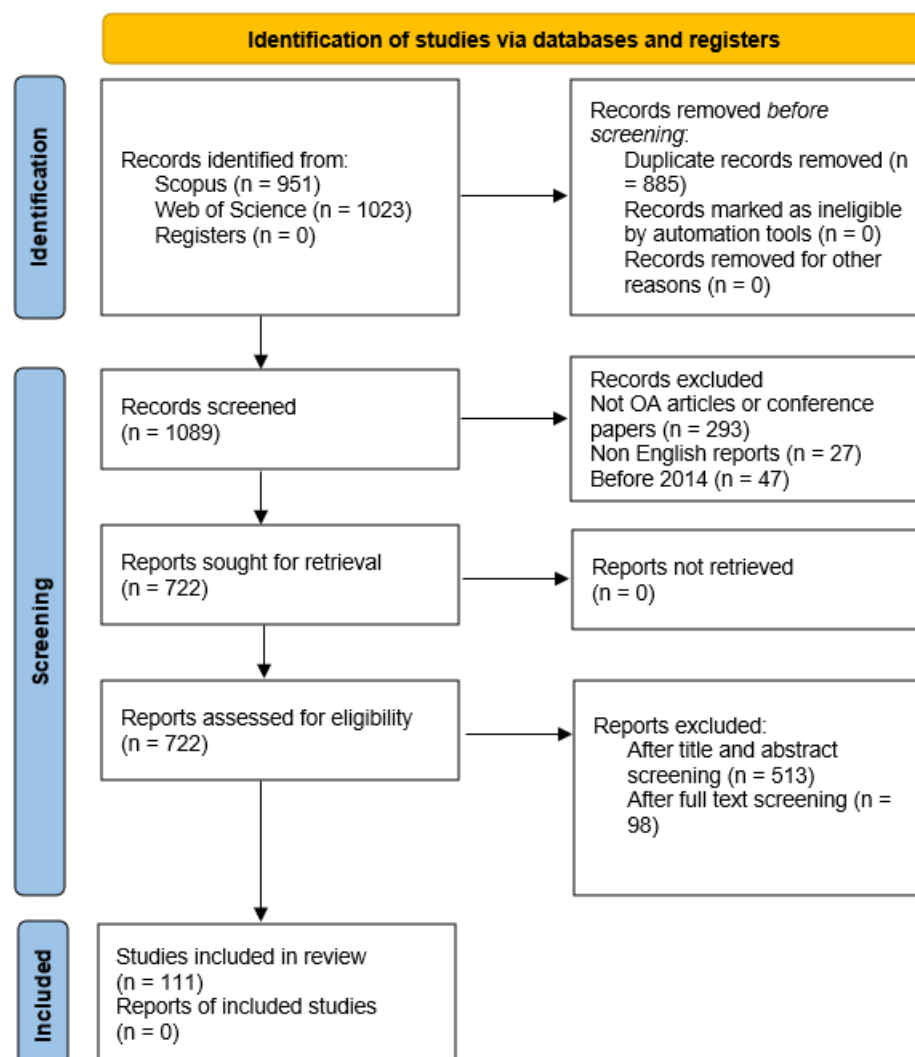 Identification of studies via databases and registers
Identification
Records identified from:
Scopus (n = 951)
Web of Science (n = 1023)
Registers (n = 0)
Records removed before
screening:
Duplicate records removed (n
= 885)
Records marked as ineligible
by automation tools (n = 0)
Records removed for other
reasons (n = 0)
Screening
Records screened
(n = 1089)
Records excluded
Not OA articles or conference
papers (n = 293)
Non English reports (n = 27)
Before 2014 (n = 47)
Reports sought for retrieval
(n = 722)
Reports not retrieved
(n = 0)
Reports assessed for eligibility
(n = 722)
Reports excluded:
After title and abstract
screening (n = 513)
After full text screening (n =
98)
Included
Studies included in review
(n = 111)
Reports of included studies
(n = 0)